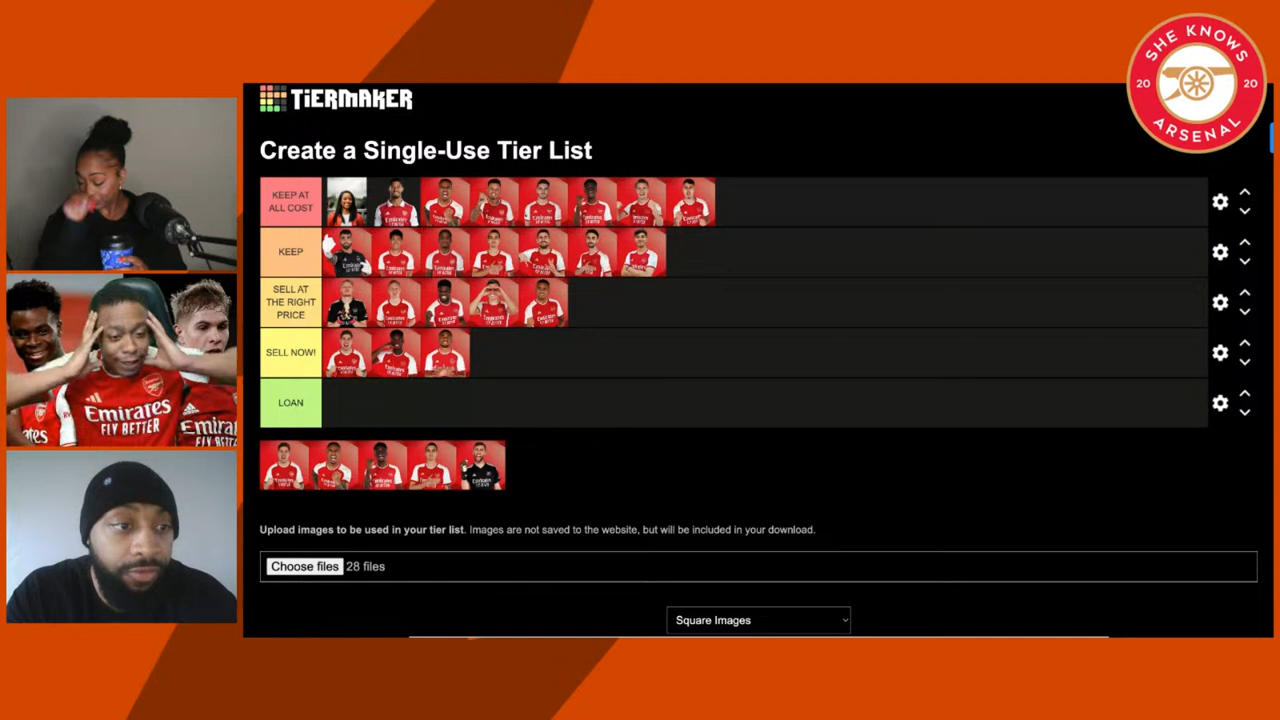 SHE KNOWS
20 20
ARSENAL
TiERMAKER
Create a Single-Use Tier List
KEEP AT
ALL COST
KEEP
SELL AT
THE RIGHT
PRICE
SELL NOW!
LOAN
Emirates
FLY BETTER
Emira
Upload images to be used in your tier list. Images are not saved to the website, but will be included in your download.
Choose files 28 files
Square Images